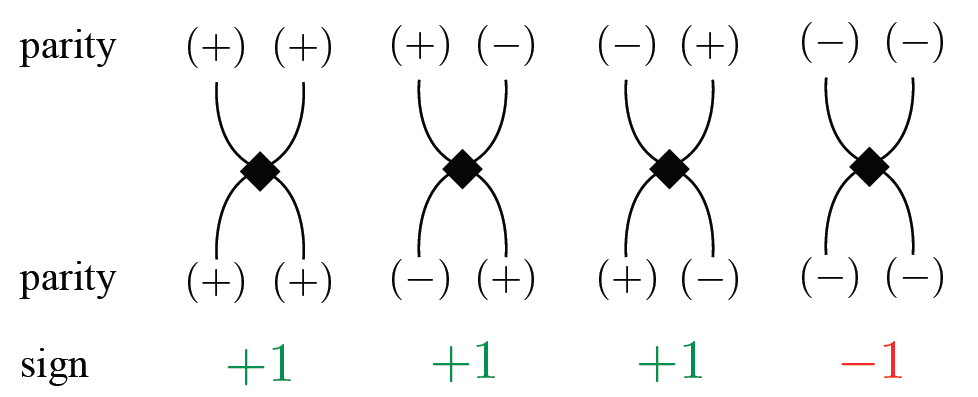 parity (+) (+) (+) (−) (−) (+) (−) (−)
parity (+) (+) (−) (+) (+) (−) (−) (−)
sign +1 +1 +1 −1